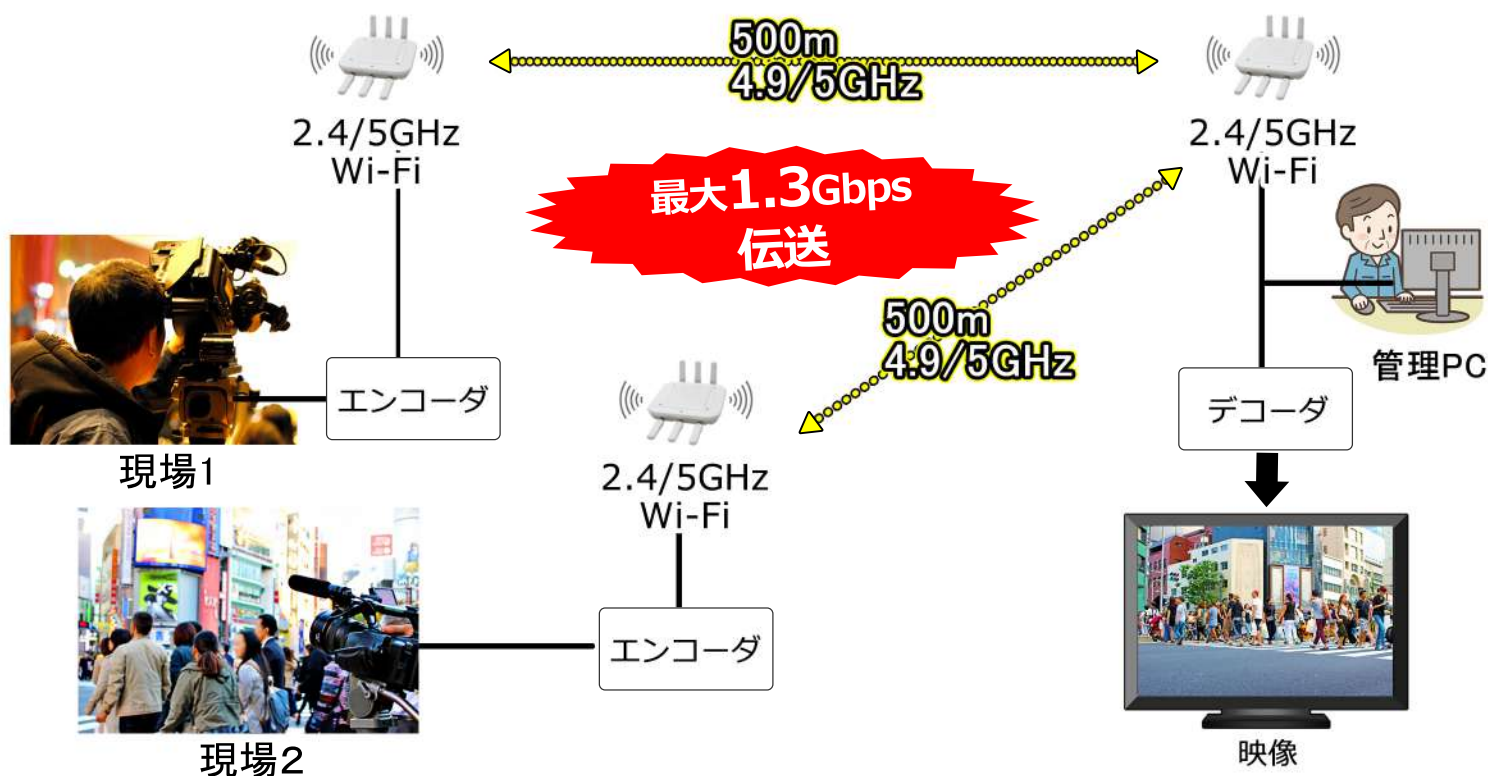 500m
4.9/5GHz
2.4/5GHz
Wi-Fi
2.4/5GHz
Wi-Fi
最大1.3Gbps
伝送
500m
4.9/5GHz
管理PC
エンコーダ
デコーダ
現場1
2.4/5GHz
Wi-Fi
エンコーダ
現場2
映像